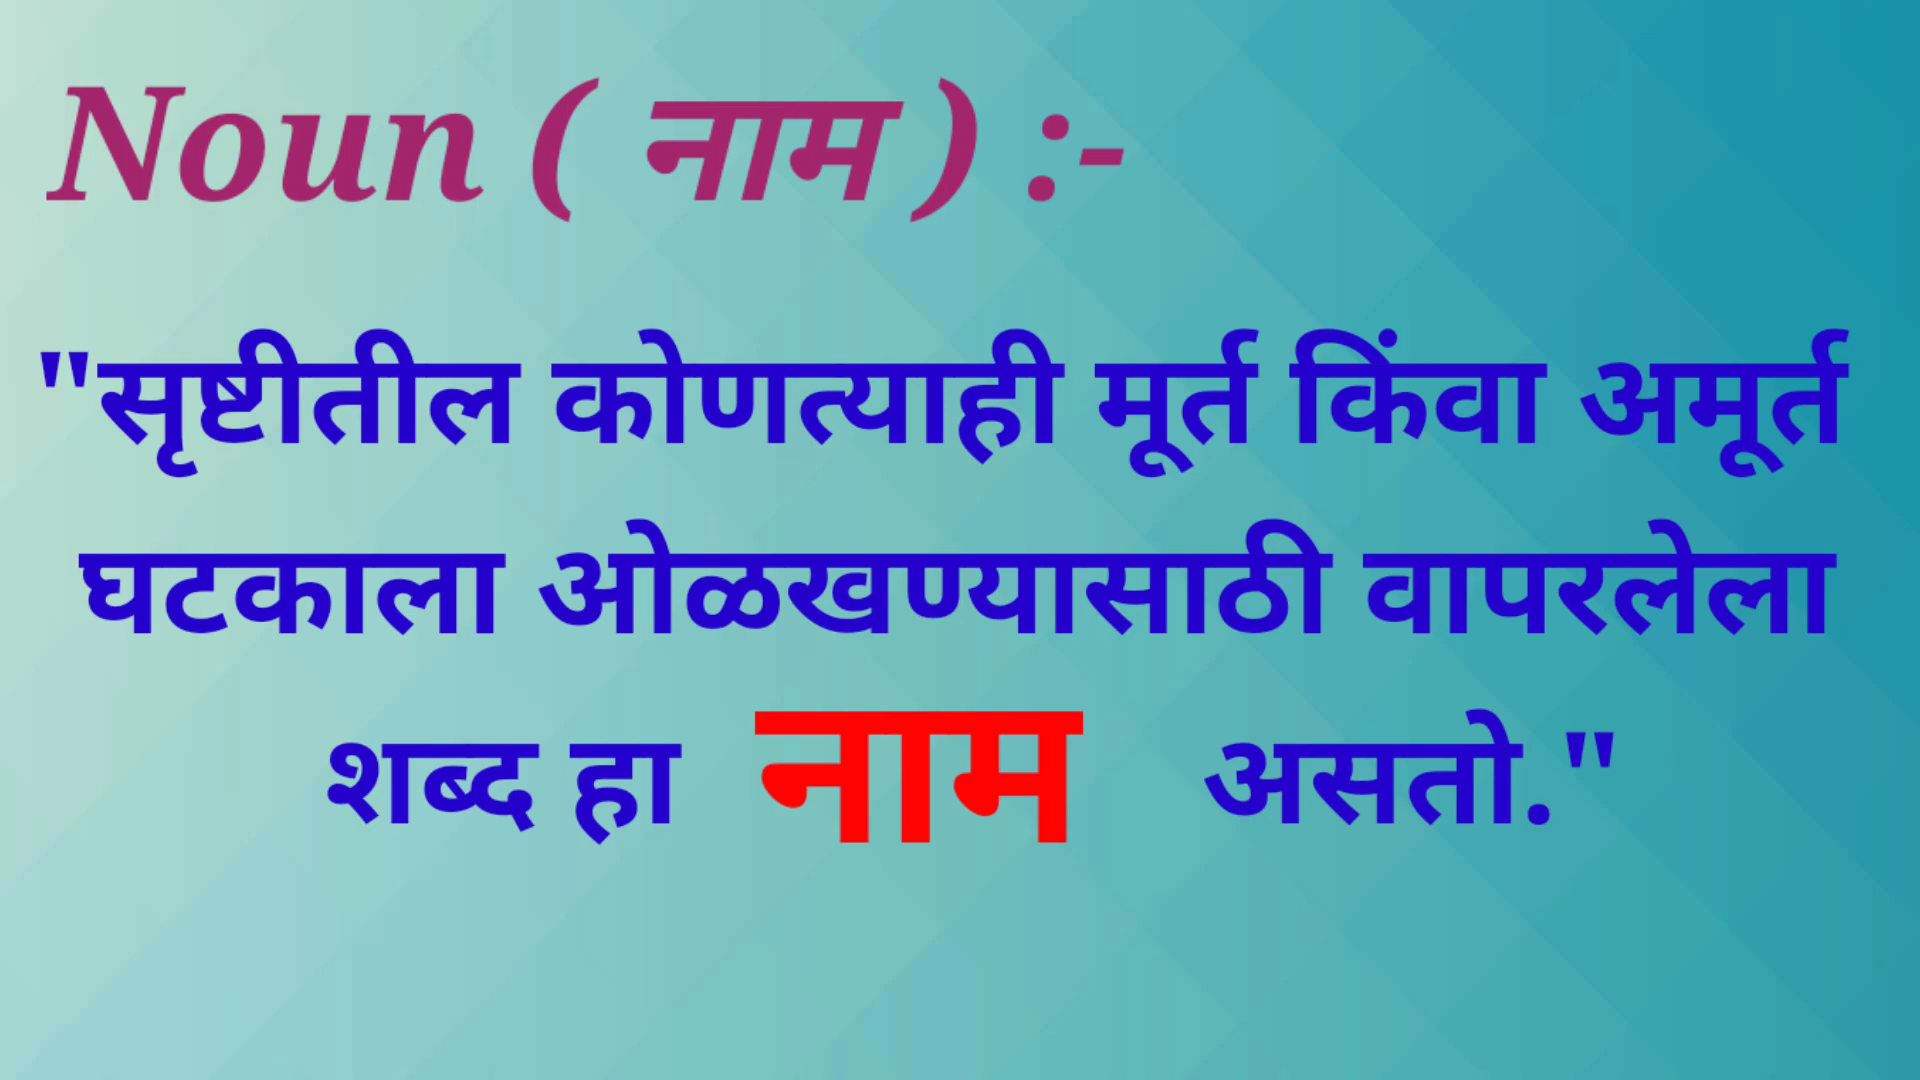 Noun ( नाम ) :-
"सृष्टीतील कोणत्याही मूर्त किंवा अमूर्त
घटकाला ओळखण्यासाठी वापरलेला
शब्द हा नाम असतो."